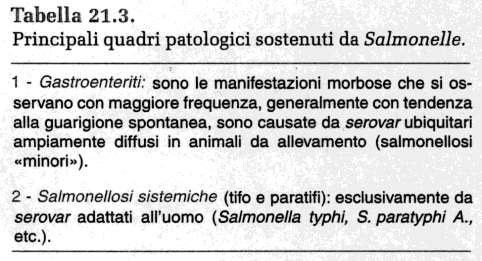 Tabella 21.3.
Principali quadri patologici sostenuti da Salmonelle.
1 - Gastroenteriti: sono le manifestazioni morbose che si os-
servano con maggiore frequenza, generalmente con tendenza
alla guarigione spontanea, sono causate da serovar ubiquitari
ampiamente diffusi in animali da allevamento (salmonellosi
«minori»).
2 - Salmonellosi sistemiche (tifo e paratifi): esclusivamente da
serovar adattati all'uomo (Salmonella typhi, S. paratyphi A.,
etc.).